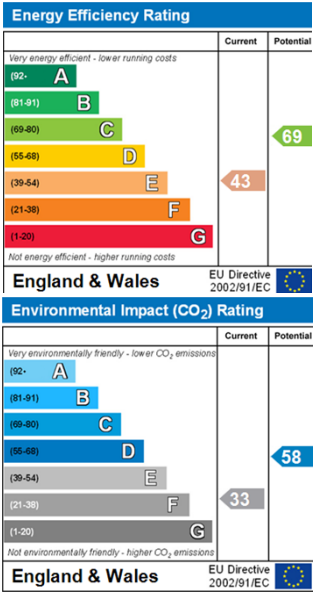 Energy Efficiency Rating
Current Potential
Very energy efficient - lower running costs
(92- A
(81-91) B
(69-80) C
69
(55-68) D
(39-54) E
43
(21-38) F
(1-20) G
Not energy efficient - higher running costs
England & Wales
EU Directive
2002/91/EC
Environmental Impact (CO2) Rating
Current Potential
Very environmentally friendly - lower CO2 emissions
(92- A
(81-91) B
(69-80) C
(55-68) D
58
(39-54) E
(21-38) F
33
(1-20) G
Not environmentally friendly - higher CO2 emissions
England & Wales
EU Directive
2002/91/EC